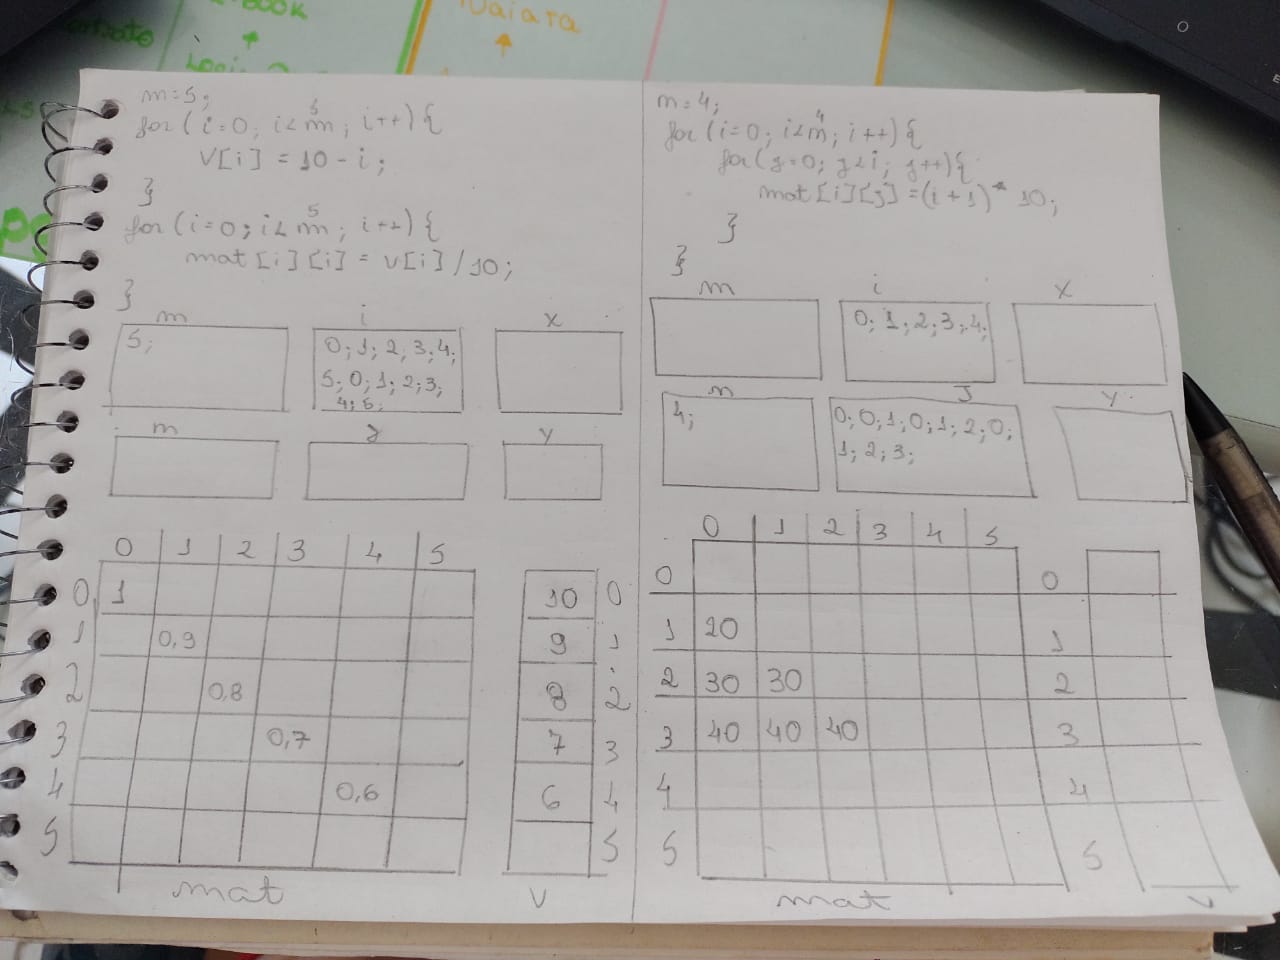 BOOK
Naiara
m=5;
for(i=0; i<m; i++){
5
v[i] = 10-i;
}
for(i=0; i<m; i++){
5
mat[i][i] = v[i]/10;
}
m i x
5; 0; 1; 2; 3; 4;
5; 0; 1; 2; 3;
4; 5;
m j y
0 1 2 3 4 5
0 1
1 0,9
2 0,8
3 0,7
4 0,6
5
mat
10 0
9 1
8 2
7 3
6 4
5
v
m=4;
4
for(i=0; i<m; i++){
for(j=0; j<i; j++){
mat[i][j]=(i+1)* 10;
}
}
m i x
0; 1; 2; 3; 4;
n J y
4; 0; 0; 1; 0; 1; 2; 0;
1; 2; 3;
0 1 2 3 4 5
0
1 20
2 30 30
3 40 40 40
4
5
mat
0
1
2
3
4
5
v